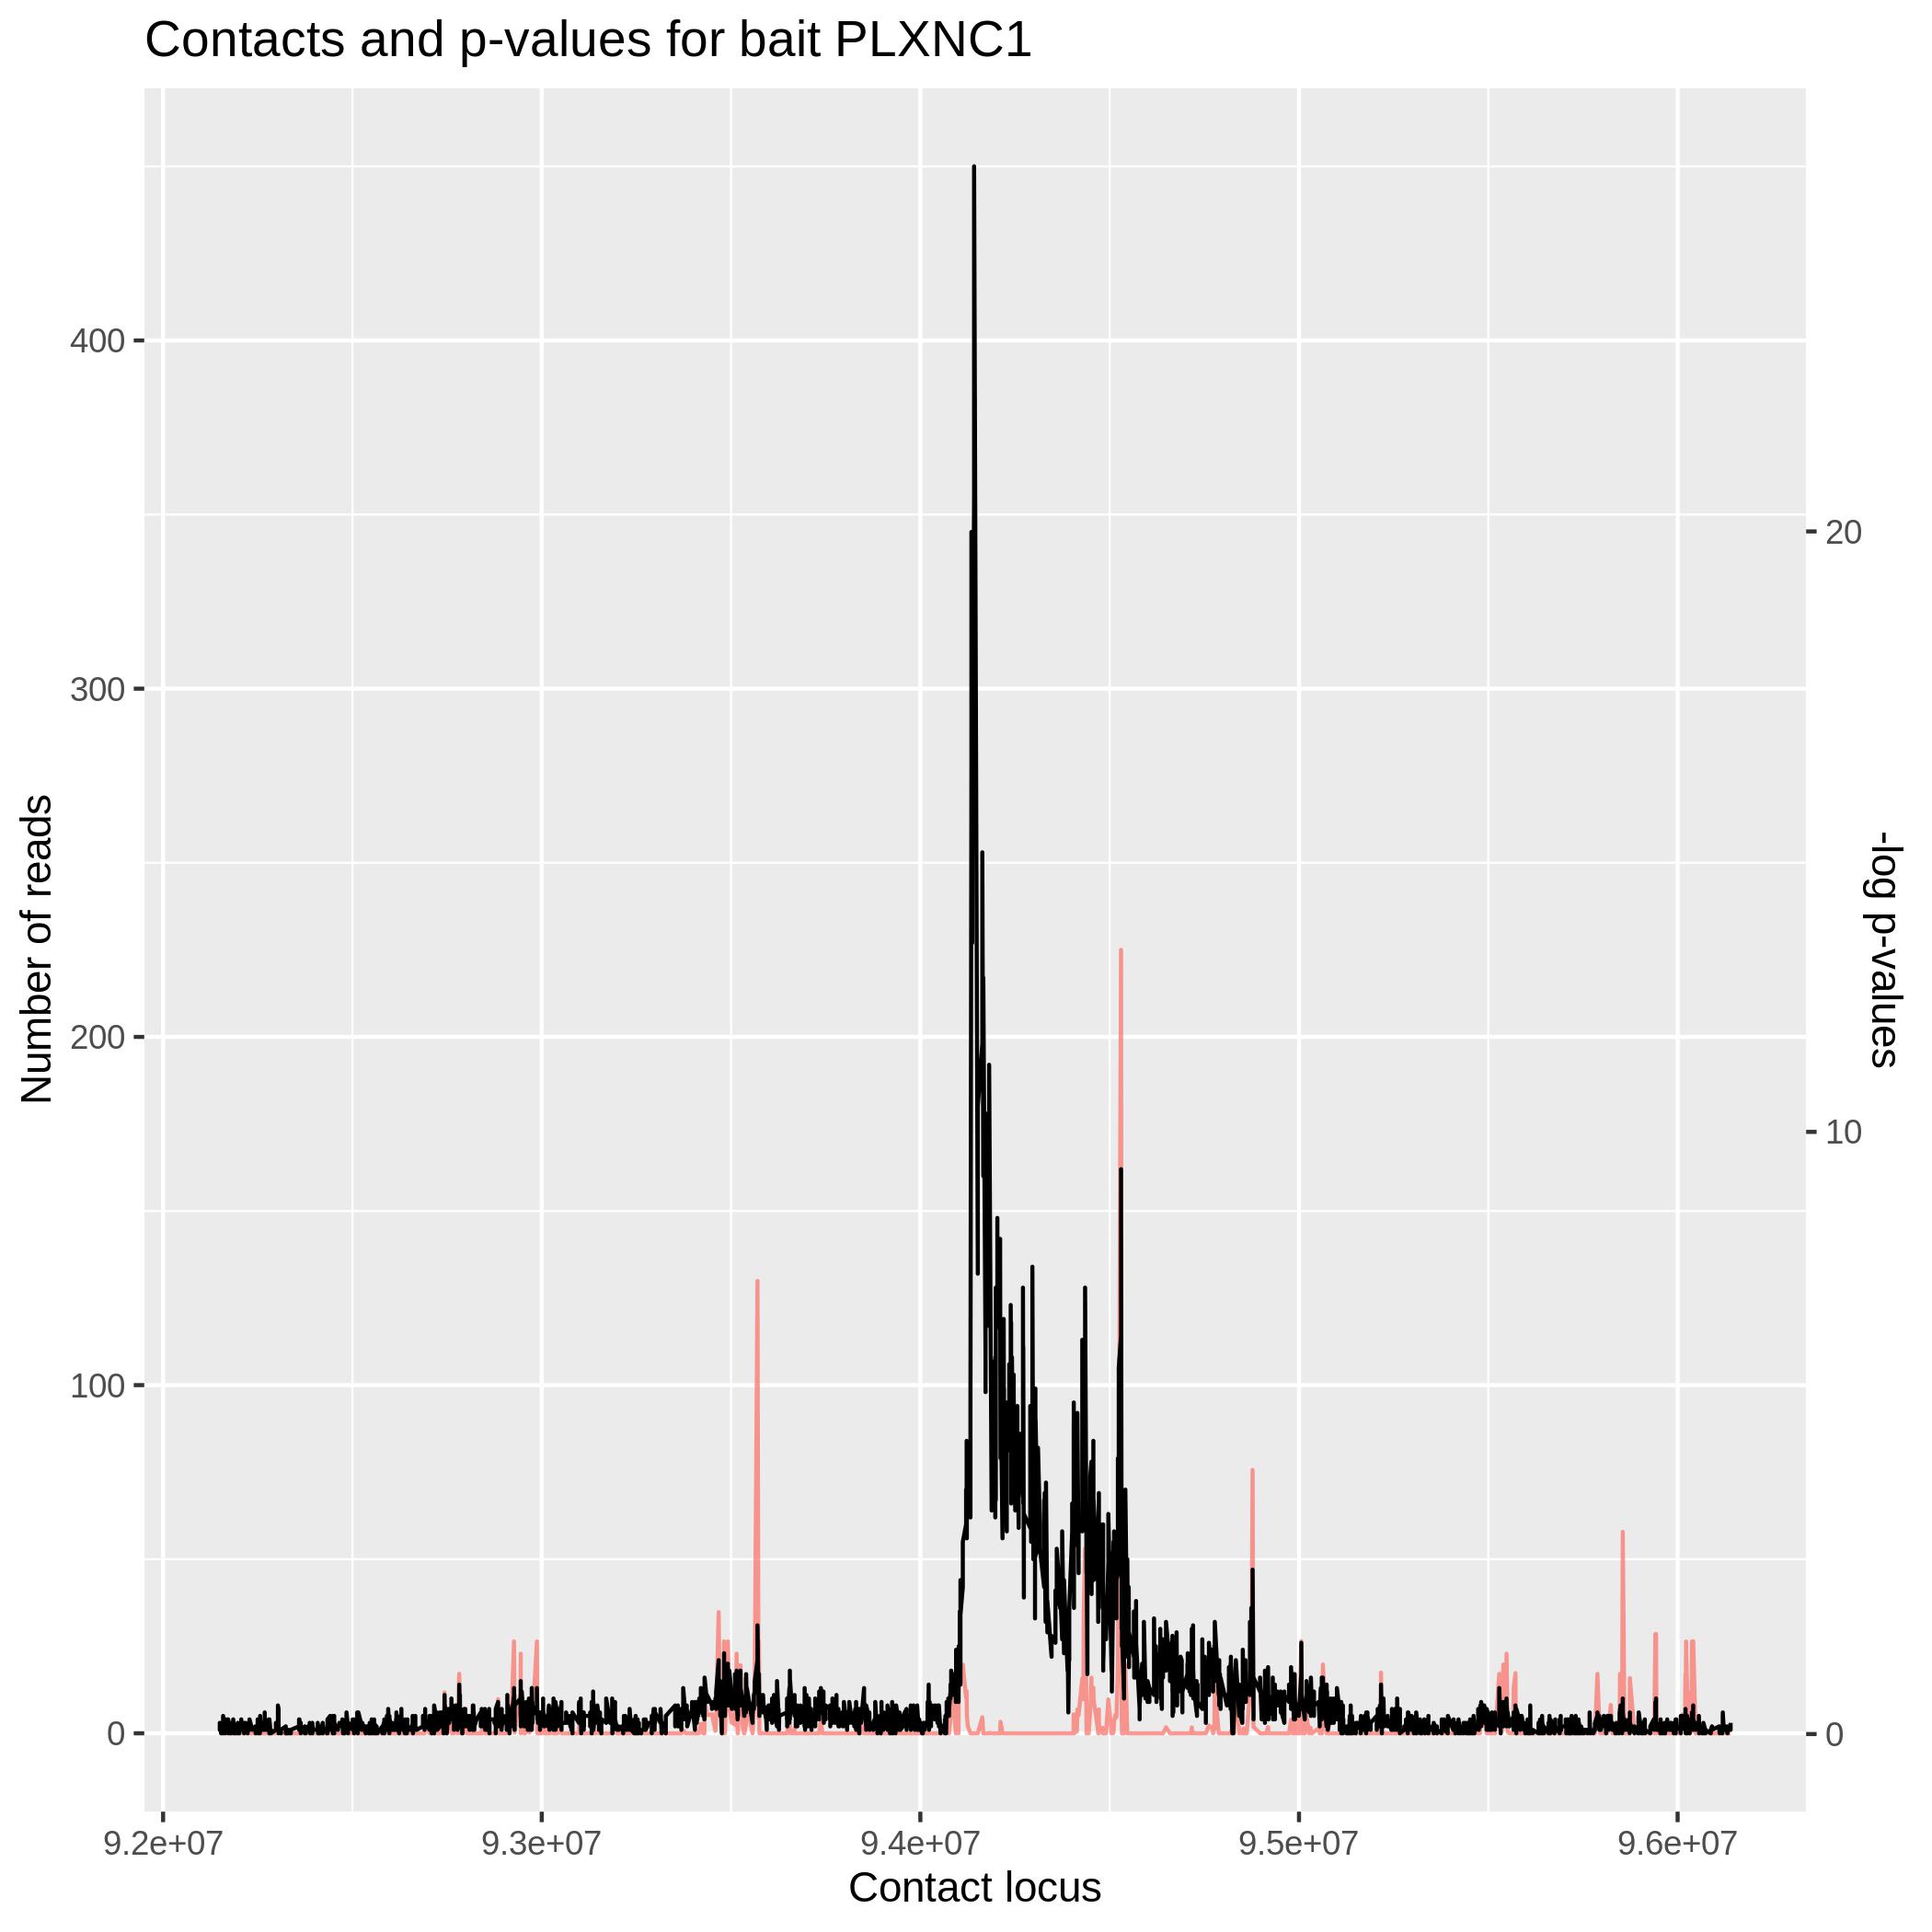 Contacts and p-values for bait PLXNC1
Number of reads
400
300
200
100
0
20
10
0
-log p-values
9.2e+07
9.3e+07
9.4e+07
9.5e+07
9.6e+07
Contact locus